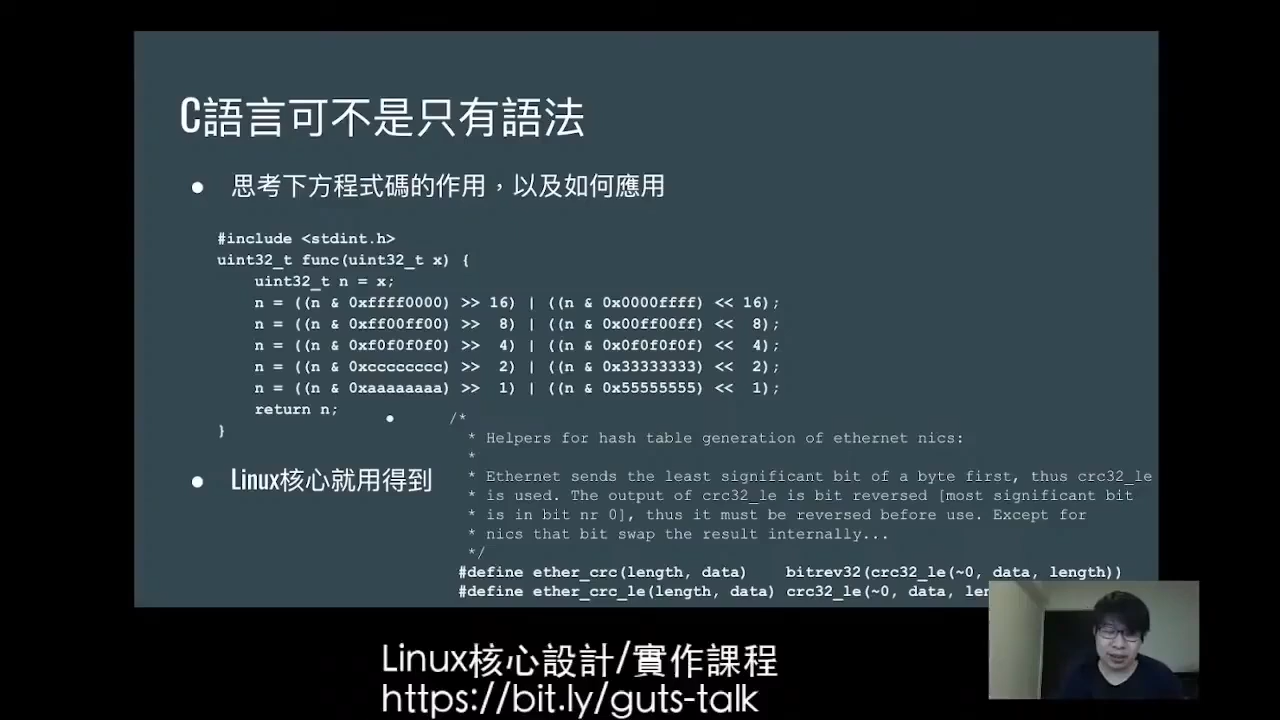 C語言可不是只有語法
● 思考下方程式碼的作用，以及如何應用
#include <stdint.h>
uint32_t func(uint32_t x) {
    uint32_t n = x;
    n = ((n & 0xffff0000) >> 16) | ((n & 0x0000ffff) << 16);
    n = ((n & 0xff00ff00) >>  8) | ((n & 0x00ff00ff) <<  8);
    n = ((n & 0xf0f0f0f0) >>  4) | ((n & 0x0f0f0f0f) <<  4);
    n = ((n & 0xcccccccc) >>  2) | ((n & 0x33333333) <<  2);
    n = ((n & 0xaaaaaaaa) >>  1) | ((n & 0x55555555) <<  1);
    return n;
}
● Linux核心就用得到
/*
 * Helpers for hash table generation of ethernet nics:
 *
 * Ethernet sends the least significant bit of a byte first, thus crc32_le
 * is used. The output of crc32_le is bit reversed [most significant bit
 * is in bit nr 0], thus it must be reversed before use. Except for
 * nics that bit swap the result internally...
 */
#define ether_crc(length, data)    bitrev32(crc32_le(~0, data, length))
#define ether_crc_le(length, data) crc32_le(~0, data,
Linux核心設計/實作課程
https://bit.ly/guts-talk